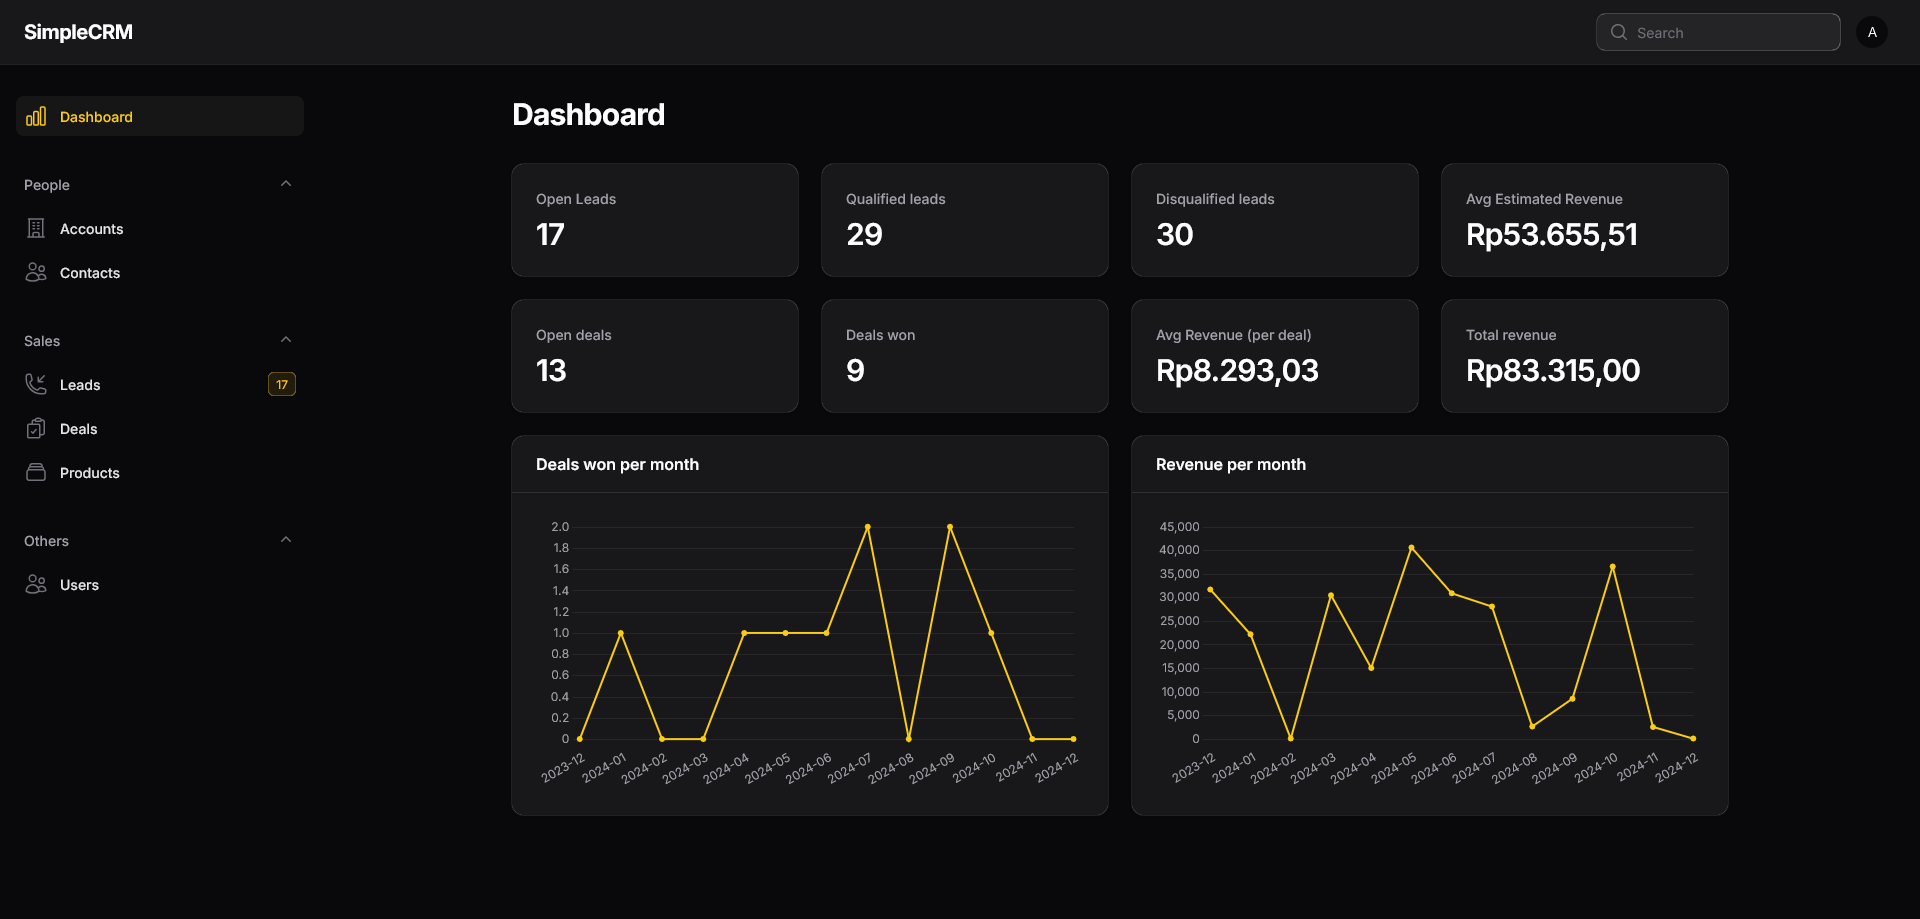 SimpleCRM
Search
A
Dashboard
People
Accounts
Contacts
Sales
Leads
17
Deals
Products
Others
Users
Dashboard
Open Leads
17
Qualified leads
29
Disqualified leads
30
Avg Estimated Revenue
Rp53.655,51
Open deals
13
Deals won
9
Avg Revenue (per deal)
Rp8.293,03
Total revenue
Rp83.315,00
Deals won per month
2.0
1.8
1.6
1.4
1.2
1.0
0.8
0.6
0.4
0.2
0
2023-12
2024-01
2024-02
2024-03
2024-04
2024-05
2024-06
2024-07
2024-08
2024-09
2024-10
2024-11
2024-12
Revenue per month
45,000
40,000
35,000
30,000
25,000
20,000
15,000
10,000
5,000
0
2023-12
2024-01
2024-02
2024-03
2024-04
2024-05
2024-06
2024-07
2024-08
2024-09
2024-10
2024-11
2024-12